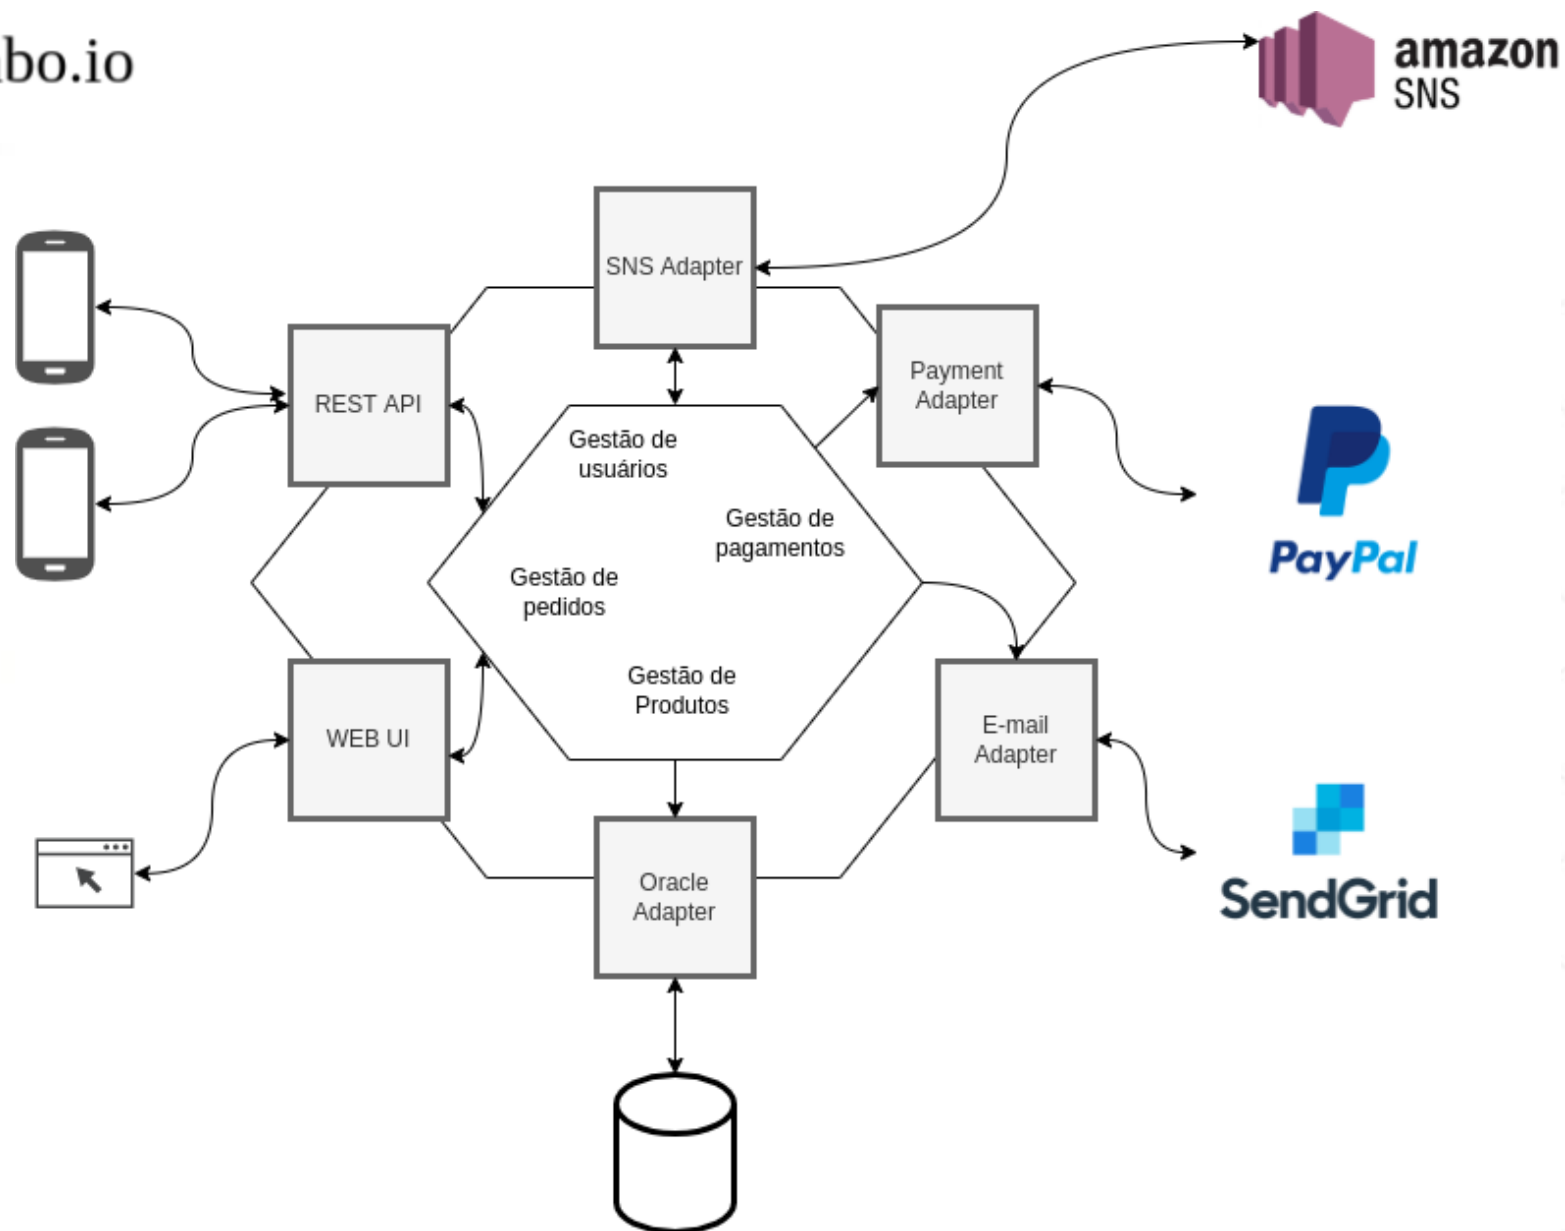 bo.io
amazon
SNS
SNS Adapter
Payment
Adapter
REST API
Gestão de
usuários
Gestão de
pagamentos
Gestão de
pedidos
PayPal
Gestão de
Produtos
WEB UI
E-mail
Adapter
Oracle
Adapter
SendGrid